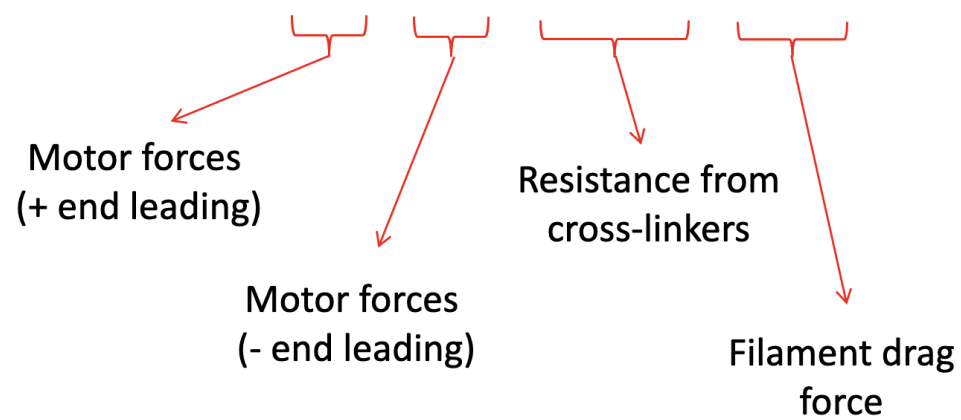 Motor forces
(+ end leading)
Motor forces
(- end leading)
Resistance from
cross-linkers
Filament drag
force